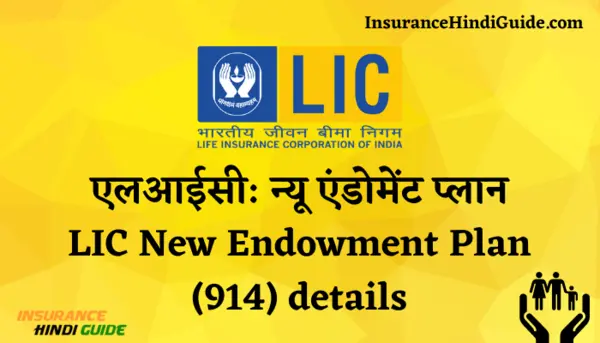 InsuranceHindiGuide.com
LIC
भारतीय जीवन बीमा निगम
LIFE INSURANCE CORPORATION OF INDIA
एलआईसी: न्यू एंडोमेंट प्लान
LIC New Endowment Plan
(914) details
INSURANCE
HINDI GUIDE